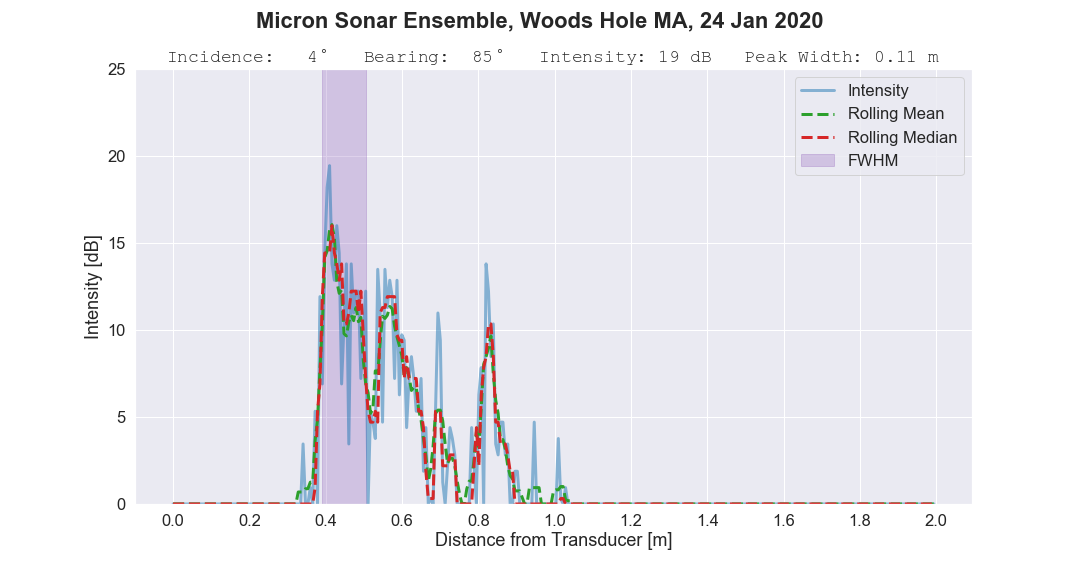 Micron Sonar Ensemble, Woods Hole MA, 24 Jan 2020
Incidence: 4° Bearing: 85° Intensity: 19 dB Peak Width: 0.11 m
25
20
15
10
5
0
Intensity [dB]
Intensity
Rolling Mean
Rolling Median
FWHM
0.0 0.2 0.4 0.6 0.8 1.0 1.2 1.4 1.6 1.8 2.0
Distance from Transducer [m]